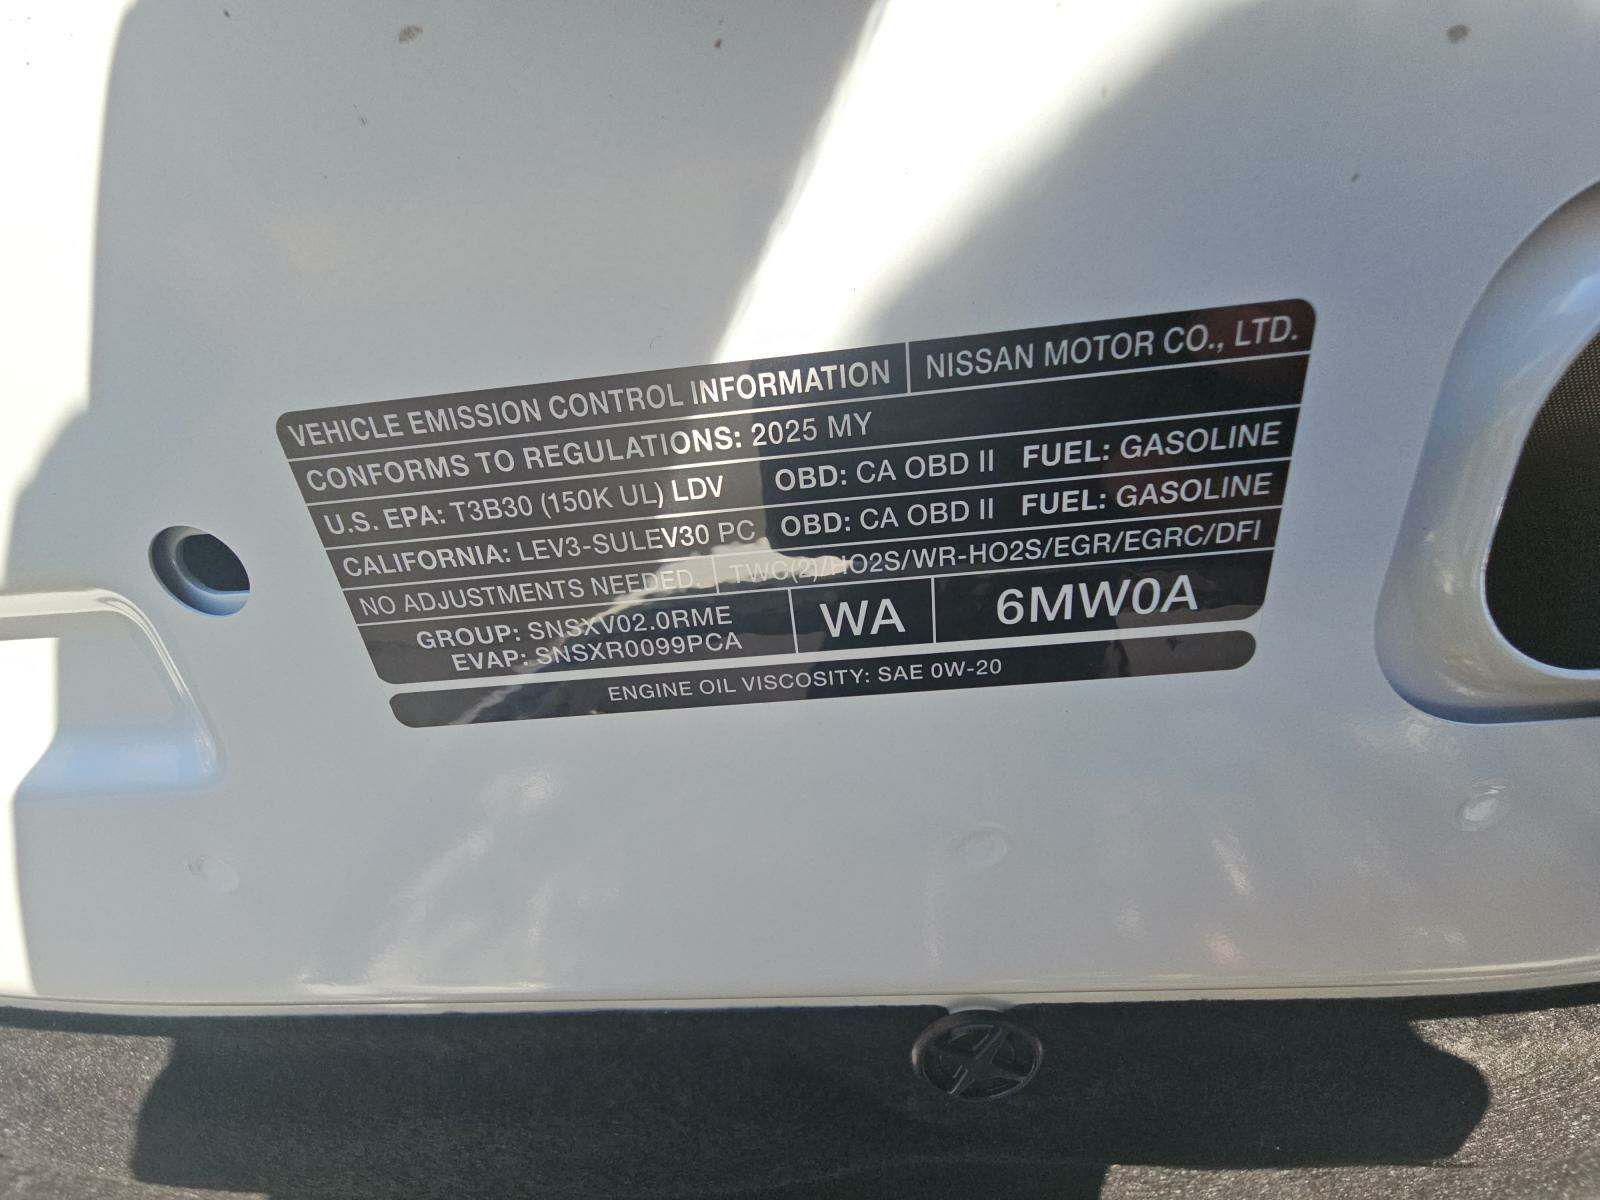 VEHICLE EMISSION CONTROL INFORMATION NISSAN MOTOR CO., LTD.
CONFORMS TO REGULATIONS: 2025 MY
U.S. EPA: T3B30 (150K UL) LDV OBD: CA OBD II FUEL: GASOLINE
CALIFORNIA: LEV3-SULEV30 PC OBD: CA OBD II FUEL: GASOLINE
NO ADJUSTMENTS NEEDED. TWC(2)/HO2S/WR-HO2S/EGR/EGRC/DFI
GROUP: SNSXV02.0RME
EVAP: SNSXR0099PCA
WA
6MW0A
ENGINE OIL VISCOSITY: SAE 0W-20